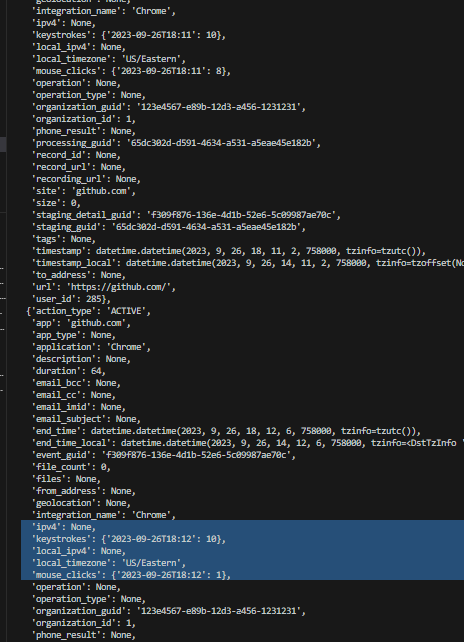 'geolocation': None,
'integration_name': 'Chrome',
'ipv4': None,
'keystrokes': {'2023-09-26T18:11': 10},
'local_ipv4': None,
'local_timezone': 'US/Eastern',
'mouse_clicks': {'2023-09-26T18:11': 8},
'operation': None,
'operation_type': None,
'organization_guid': '123e4567-e89b-12d3-a456-1231231',
'organization_id': 1,
'phone_result': None,
'processing_guid': '65dc302d-d591-4634-a531-a5eae45e182b',
'record_id': None,
'record_url': None,
'recording_url': None,
'site': 'github.com',
'size': 0,
'staging_detail_guid': 'f309f876-136e-4d1b-52e6-5c09987ae70c',
'staging_guid': '65dc302d-d591-4634-a531-a5eae45e182b',
'tags': None,
'timestamp': datetime.datetime(2023, 9, 26, 18, 11, 2, 758000, tzinfo=tzutc()),
'timestamp_local': datetime.datetime(2023, 9, 26, 14, 11, 2, 758000, tzinfo=tzoffset(No
'to_address': None,
'url': 'https://github.com/',
'user_id': 285},
{'action_type': 'ACTIVE',
'app': 'github.com',
'app_type': None,
'application': 'Chrome',
'description': None,
'duration': 64,
'email_bcc': None,
'email_cc': None,
'email_imid': None,
'email_subject': None,
'end_time': datetime.datetime(2023, 9, 26, 18, 12, 6, 758000, tzinfo=tzutc()),
'end_time_local': datetime.datetime(2023, 9, 26, 14, 12, 6, 758000, tzinfo=<DstTzInfo '
'event_guid': 'f309f876-136e-4d1b-52e6-5c09987ae70c',
'file_count': 0,
'files': None,
'from_address': None,
'geolocation': None,
'integration_name': 'Chrome',
'ipv4': None,
'keystrokes': {'2023-09-26T18:12': 10},
'local_ipv4': None,
'local_timezone': 'US/Eastern',
'mouse_clicks': {'2023-09-26T18:12': 1},
'operation': None,
'operation_type': None,
'organization_guid': '123e4567-e89b-12d3-a456-1231231',
'organization_id': 1,
'phone_result': None,